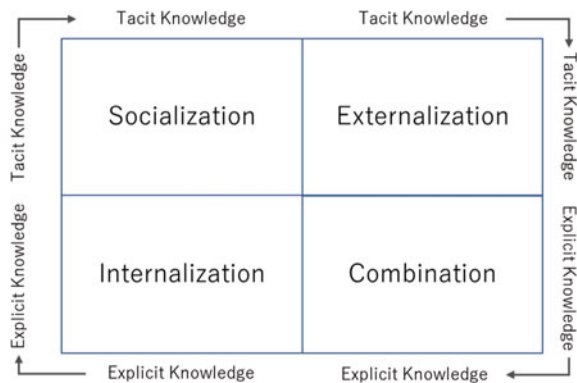 Tacit Knowledge
Tacit Knowledge
Tacit Knowledge
Socialization
Externalization
Tacit Knowledge
Explicit Knowledge
Internalization
Combination
Explicit Knowledge
Explicit Knowledge
Explicit Knowledge